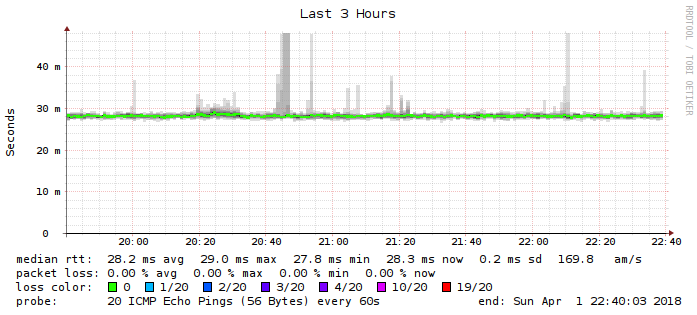 Last 3 Hours
RRDTOOL / TOBI OETIKER
Seconds
40 m
30 m
20 m
10 m
0
20:00 20:20 20:40 21:00 21:20 21:40 22:00 22:20 22:40
median rtt: 28.2 ms avg 29.0 ms max 27.8 ms min 28.3 ms now 0.2 ms sd 169.8 am/s
packet loss: 0.00 % avg 0.00 % max 0.00 % min 0.00 % now
loss color: 0 1/20 2/20 3/20 4/20 10/20 19/20
probe: 20 ICMP Echo Pings (56 Bytes) every 60s end: Sun Apr 1 22:40:03 2018